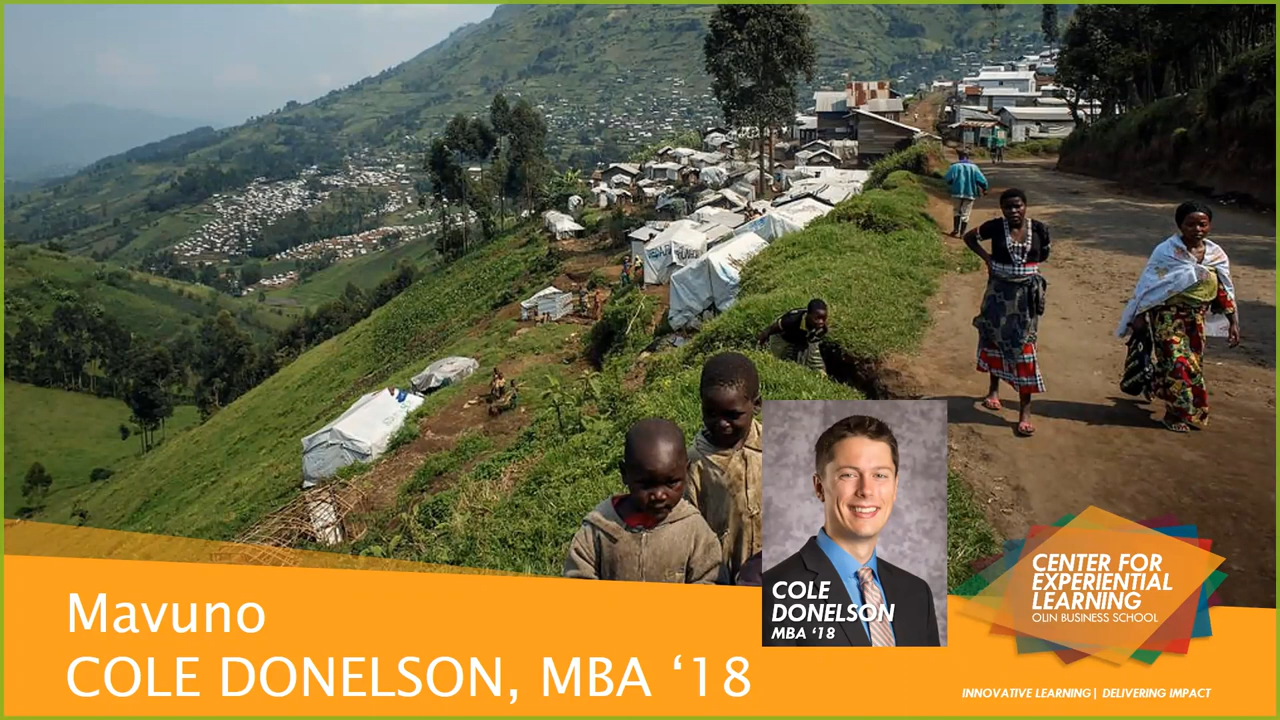 COLE
DONELSON
MBA ‘18
CENTER FOR
EXPERIENTIAL
LEARNING
OLIN BUSINESS SCHOOL
Mavuno
COLE DONELSON, MBA ‘18
INNOVATIVE LEARNING | DELIVERING IMPACT